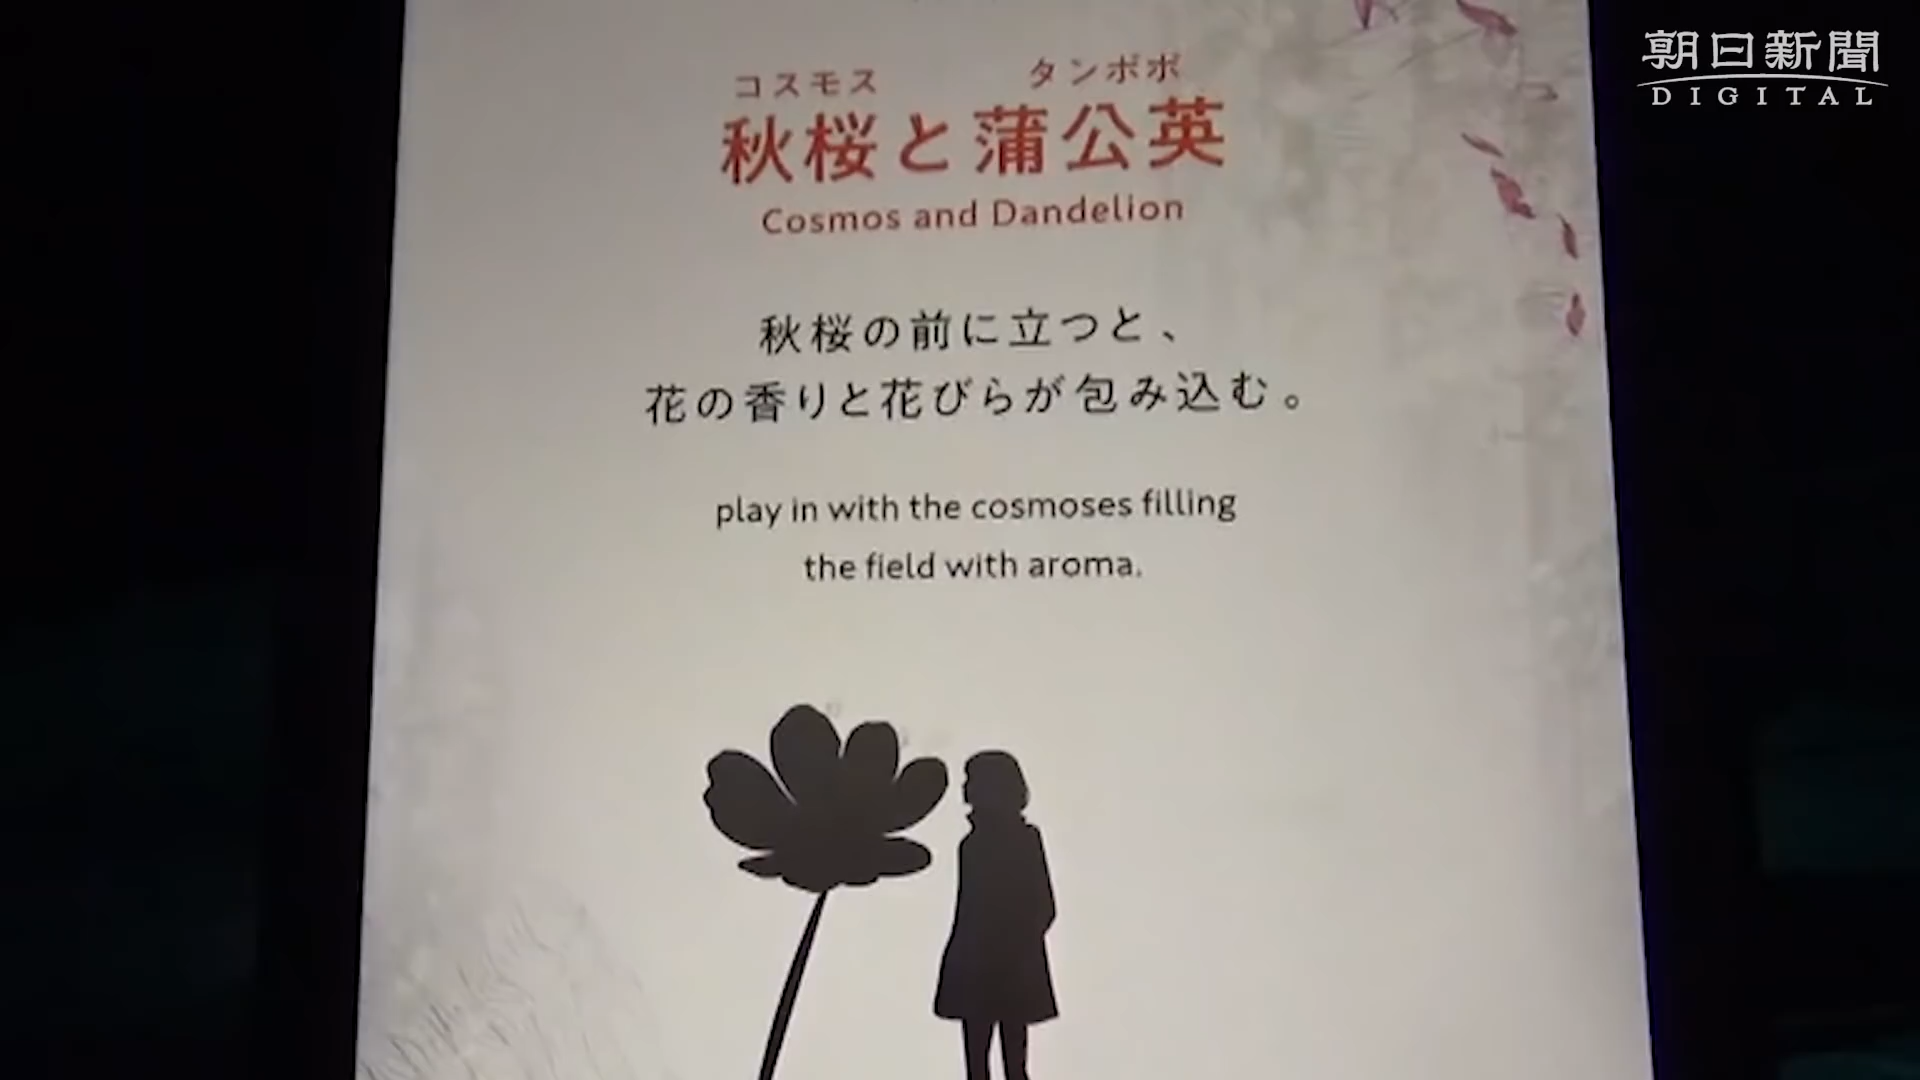 朝日新聞
DIGITAL
コスモス タンポポ
秋桜と蒲公英
Cosmos and Dandelion
秋桜の前に立つと、
花の香りと花びらが包み込む。
play in with the cosmoses filling
the field with aroma.